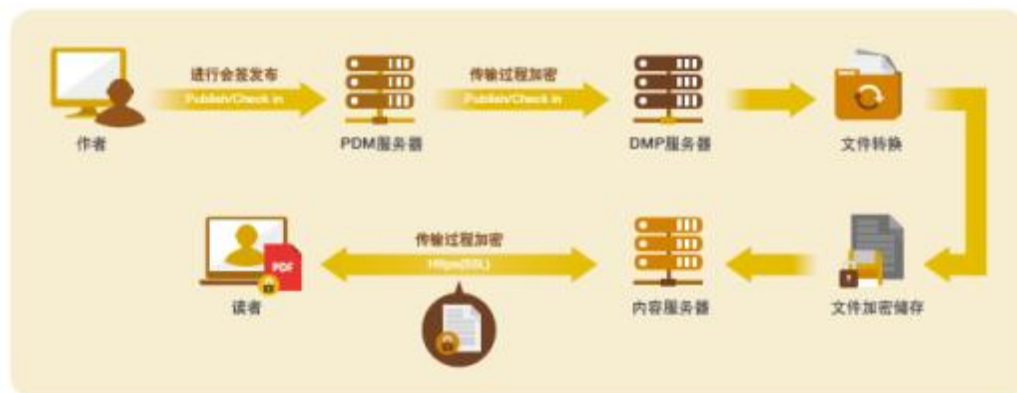 进行会签发布
Publish/Check in
传输过程加密
Publish/Check in
作者
PDM服务器
DMP服务器
文件转换
传输过程加密
Https(SSL)
PDF
读者
内容服务器
文件加密储存